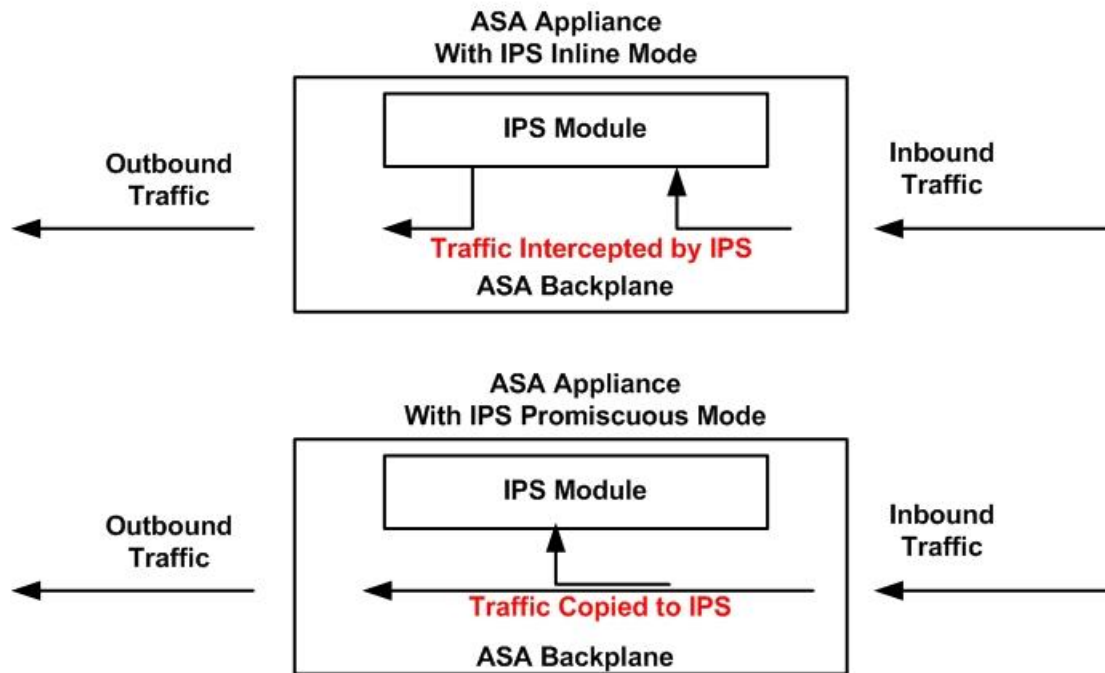 ASA Appliance
With IPS Inline Mode
IPS Module
Outbound
Traffic
Inbound
Traffic
Traffic Intercepted by IPS
ASA Backplane
ASA Appliance
With IPS Promiscuous Mode
IPS Module
Outbound
Traffic
Inbound
Traffic
Traffic Copied to IPS
ASA Backplane